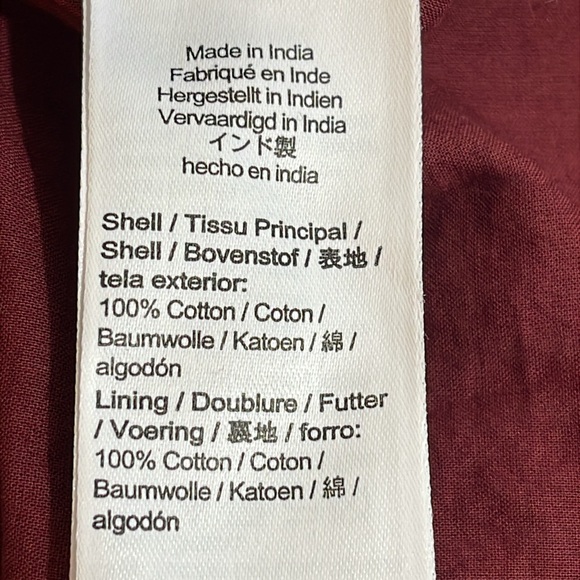 Made in India
Fabriqué en Inde
Hergestellt in Indien
Vervaardigd in India
インド製
hecho en india
Shell / Tissu Principal /
Shell / Bovenstof / 表地 /
tela exterior:
100% Cotton / Coton /
Baumwolle / Katoen / 綿 /
algodón
Lining / Doublure / Futter
/ Voering / 裏地 / forro:
100% Cotton / Coton /
Baumwolle / Katoen / 綿 /
algodón